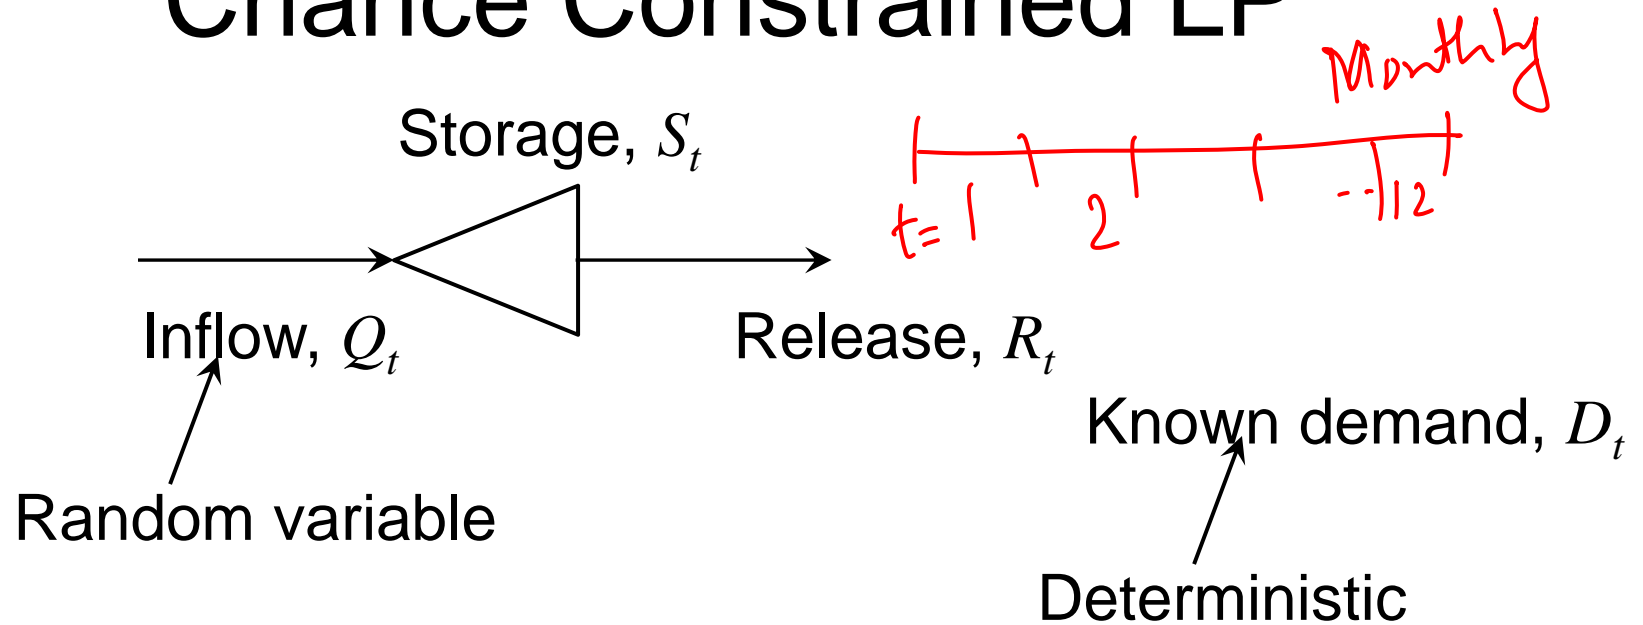 Chance Constrained LP
Monthly
Storage, S_t
t= 1 2 --12
Inflow, Q_t
Release, R_t
Known demand, D_t
Random variable
Deterministic